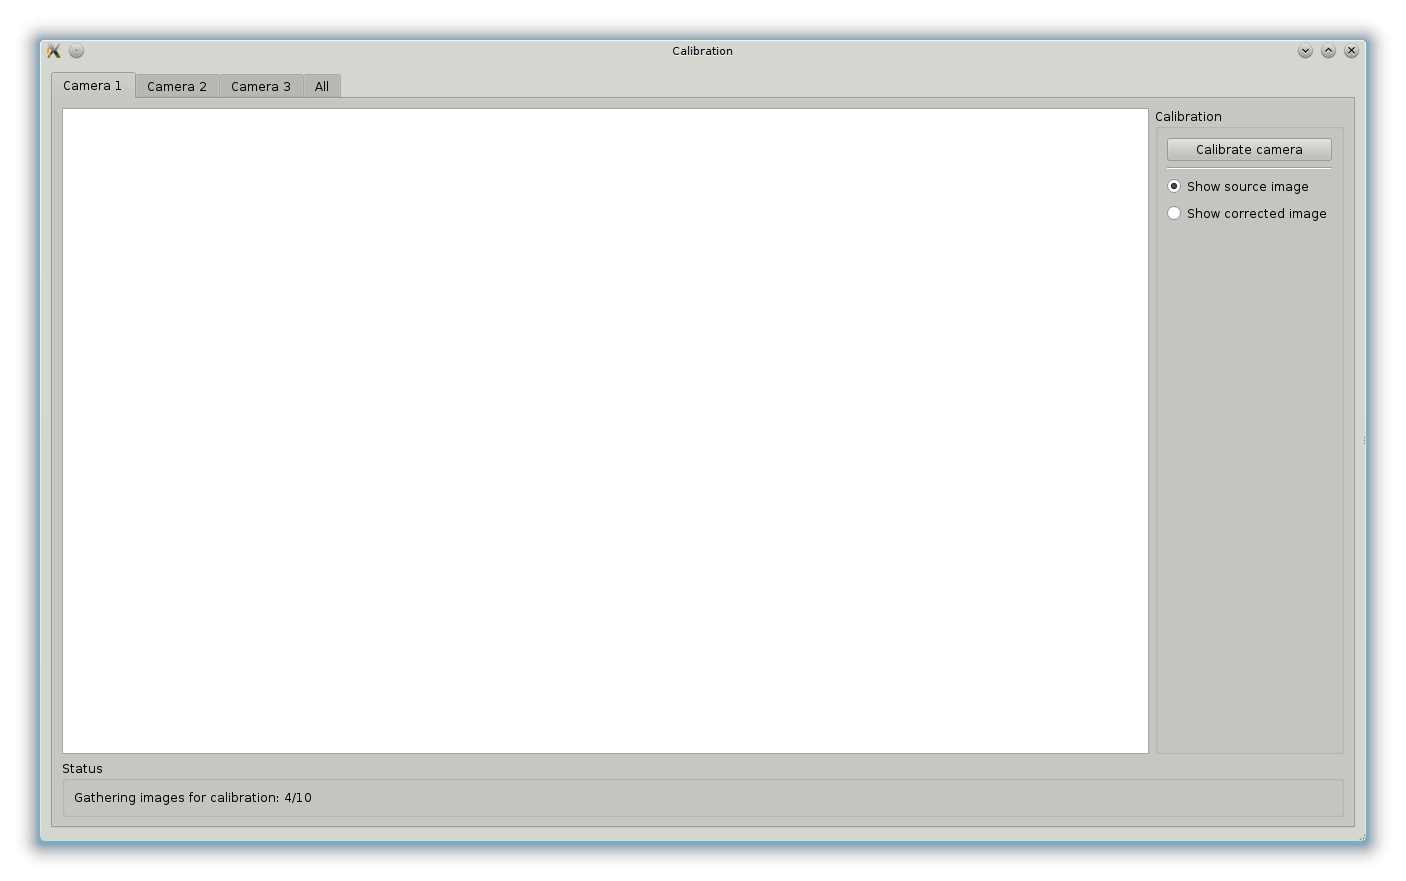 Calibration
Camera 1 Camera 2 Camera 3 All
Calibration
Calibrate camera
Show source image
Show corrected image
Status
Gathering images for calibration: 4/10